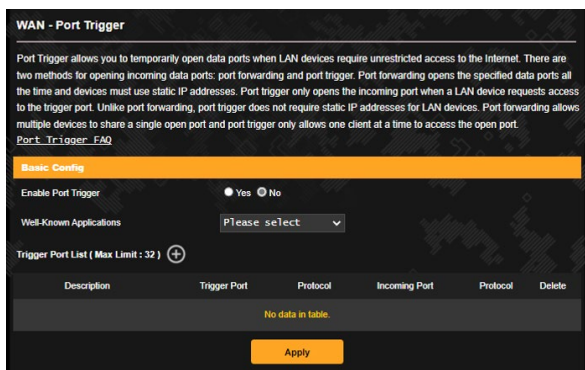 WAN - Port Trigger
Port Trigger allows you to temporarily open data ports when LAN devices require unrestricted access to the Internet. There are
two methods for opening incoming data ports: port forwarding and port trigger. Port forwarding opens the specified data ports all
the time and devices must use static IP addresses. Port trigger only opens the incoming port when a LAN device requests access
to the trigger port. Unlike port forwarding, port trigger does not require static IP addresses for LAN devices. Port forwarding allows
multiple devices to share a single open port and port trigger only allows one client at a time to access the open port.
Port Trigger FAQ
Basic Config
Enable Port Trigger Yes No
Well-Known Applications Please select
Trigger Port List ( Max Limit : 32 )
Description Trigger Port Protocol Incoming Port Protocol Delete
No data in table.
Apply